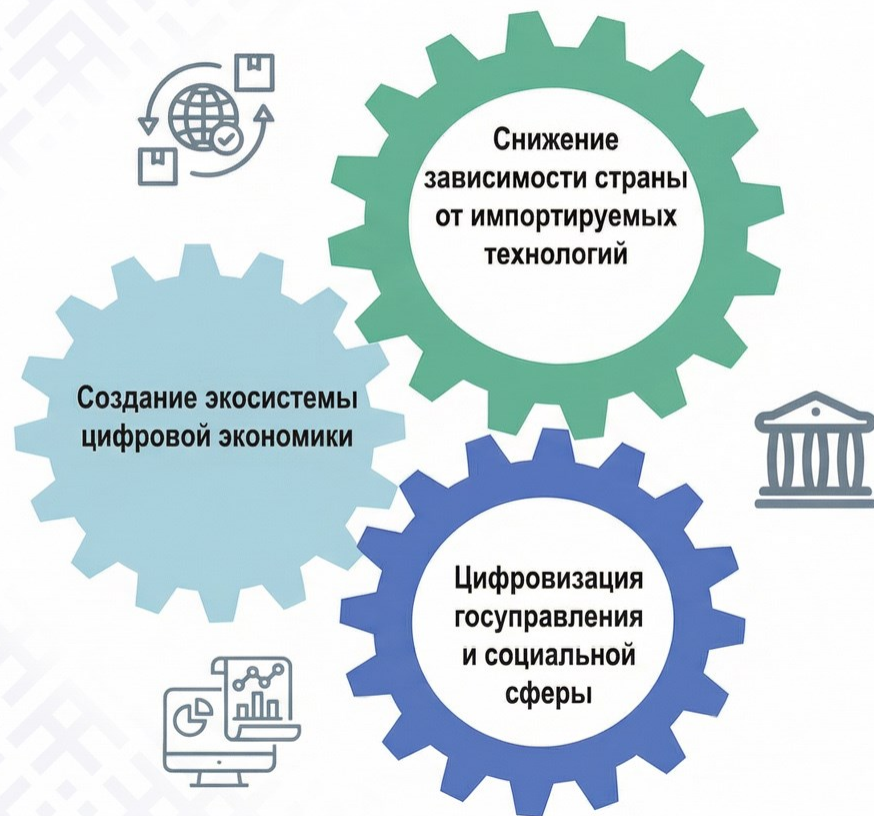 Снижение
зависимости страны
от импортируемых
технологий
Создание экосистемы
цифровой экономики
Цифровизация
госуправления
и социальной
сферы